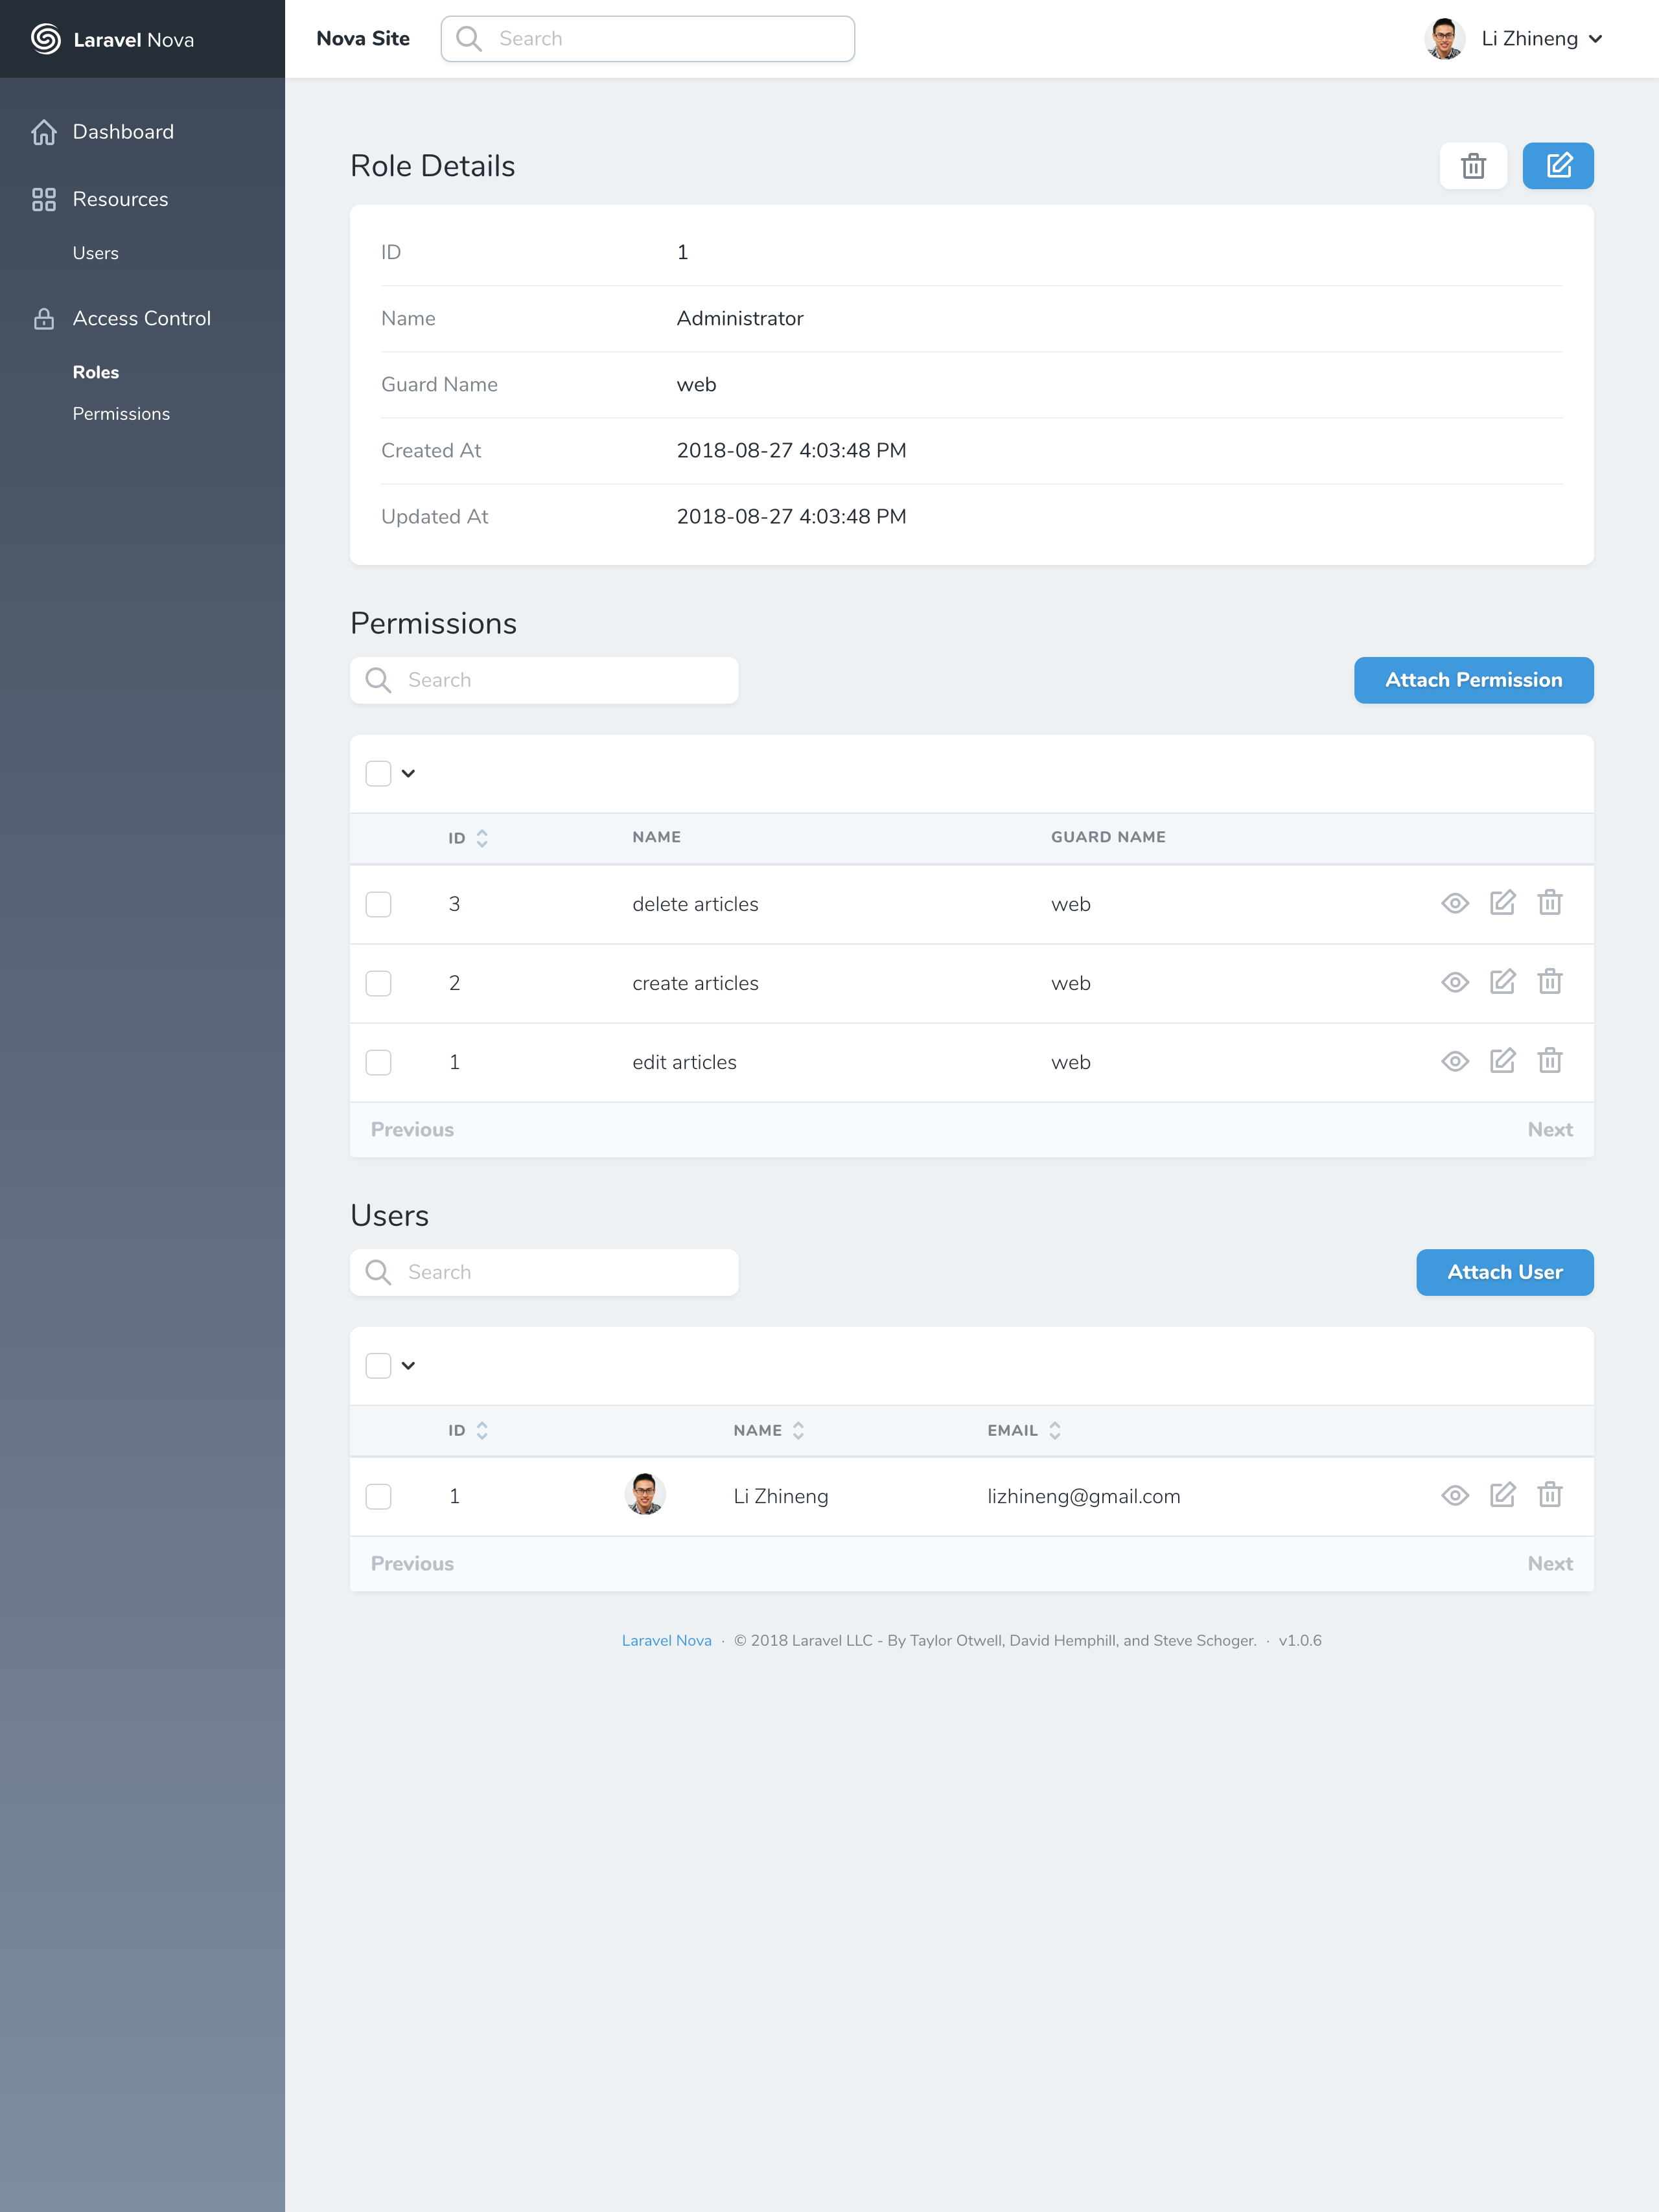 Laravel Nova
Nova Site
Search
Li Zhineng
Dashboard
Resources
Users
Access Control
Roles
Permissions
Role Details
ID 1
Name Administrator
Guard Name web
Created At 2018-08-27 4:03:48 PM
Updated At 2018-08-27 4:03:48 PM
Permissions
Search
Attach Permission
ID NAME GUARD NAME
3 delete articles web
2 create articles web
1 edit articles web
Previous Next
Users
Search
Attach User
ID NAME EMAIL
1 Li Zhineng lizhineng@gmail.com
Previous Next
Laravel Nova · © 2018 Laravel LLC - By Taylor Otwell, David Hemphill, and Steve Schoger. · v1.0.6